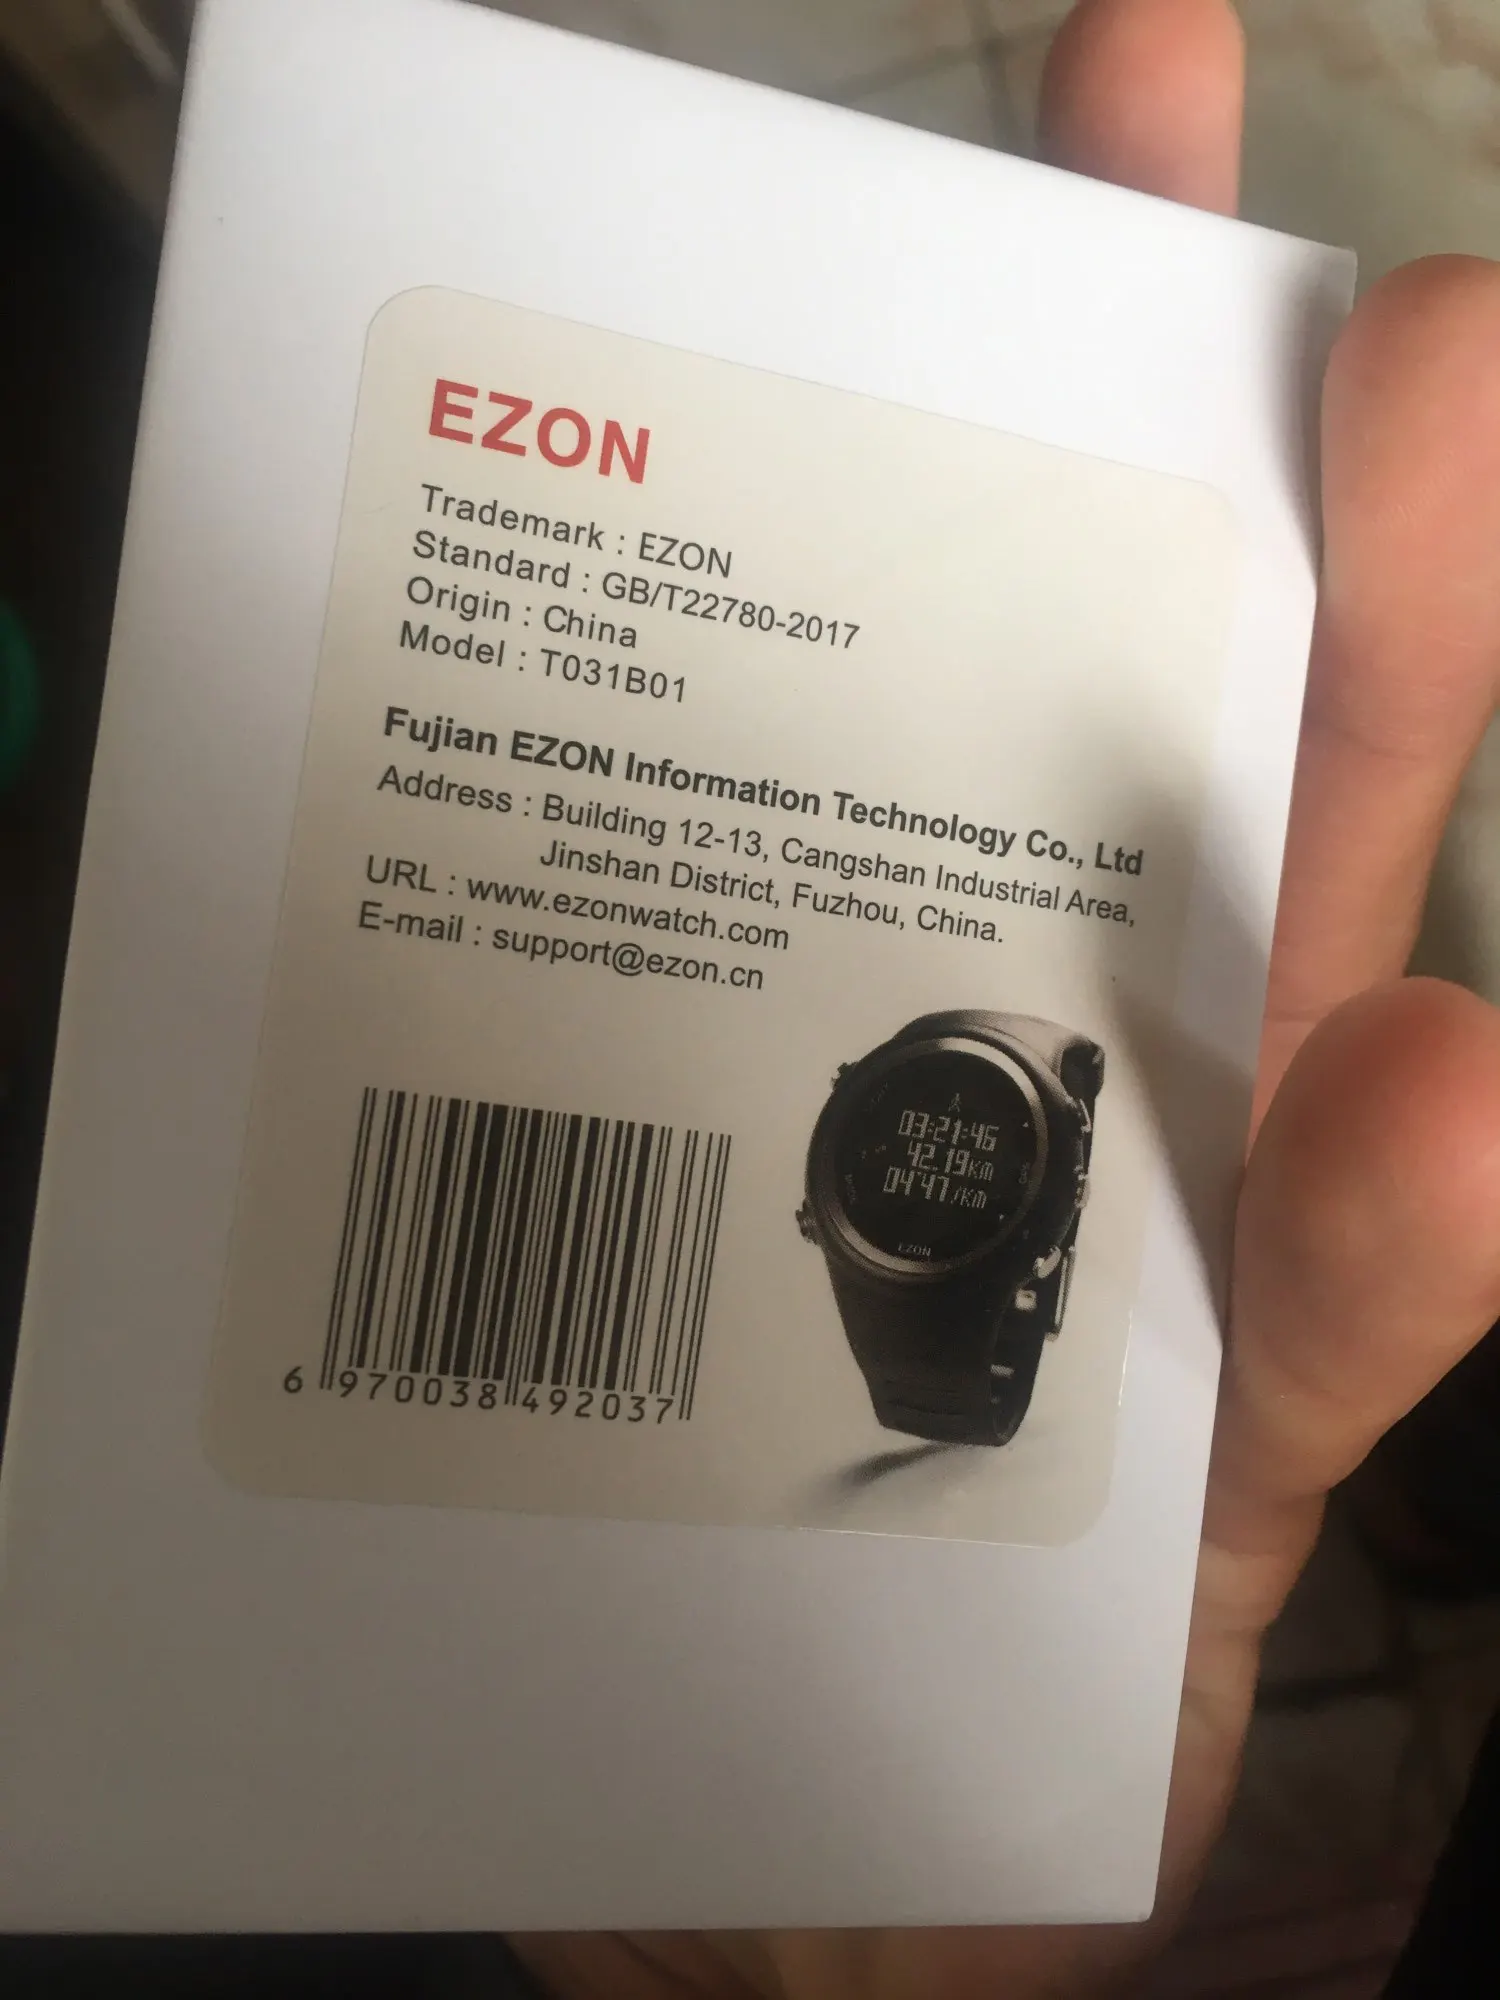 EZON
Trademark : EZON
Standard : GB/T22780-2017
Origin : China
Model : T031B01
Fujian EZON Information Technology Co., Ltd
Address : Building 12-13, Cangshan Industrial Area,
Jinshan District, Fuzhou, China.
URL : www.ezonwatch.com
E-mail : support@ezon.cn
03:21:46
42.19KM
04'47/KM
EZON
6 970038 492037